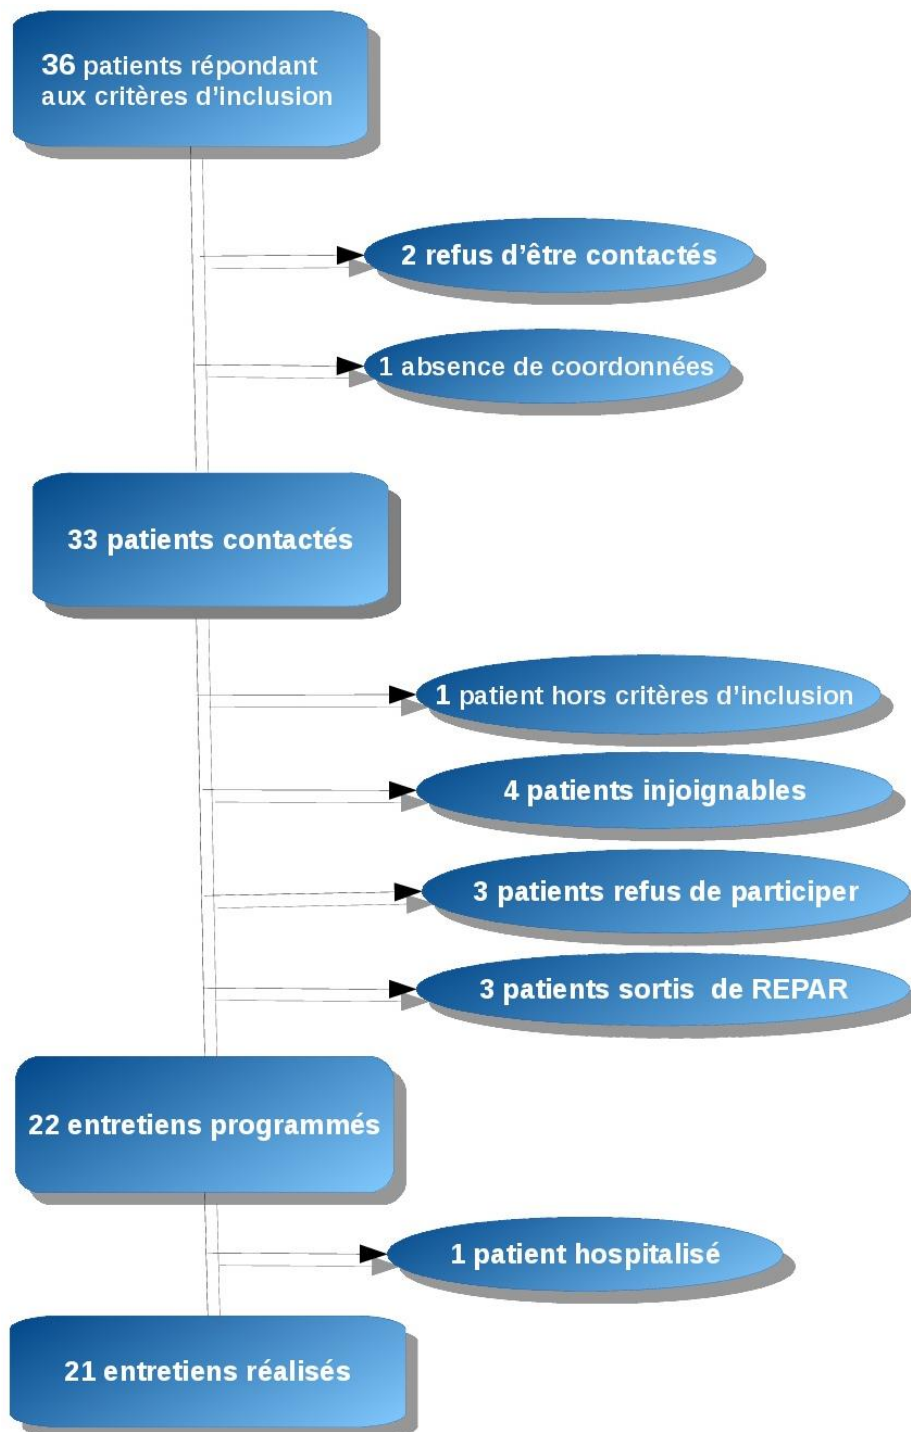 36 patients répondant
aux critères d’inclusion
2 refus d’être contactés
1 absence de coordonnées
33 patients contactés
1 patient hors critères d’inclusion
4 patients injoignables
3 patients refus de participer
3 patients sortis  de REPAR
22 entretiens programmés
1 patient hospitalisé
21 entretiens réalisés